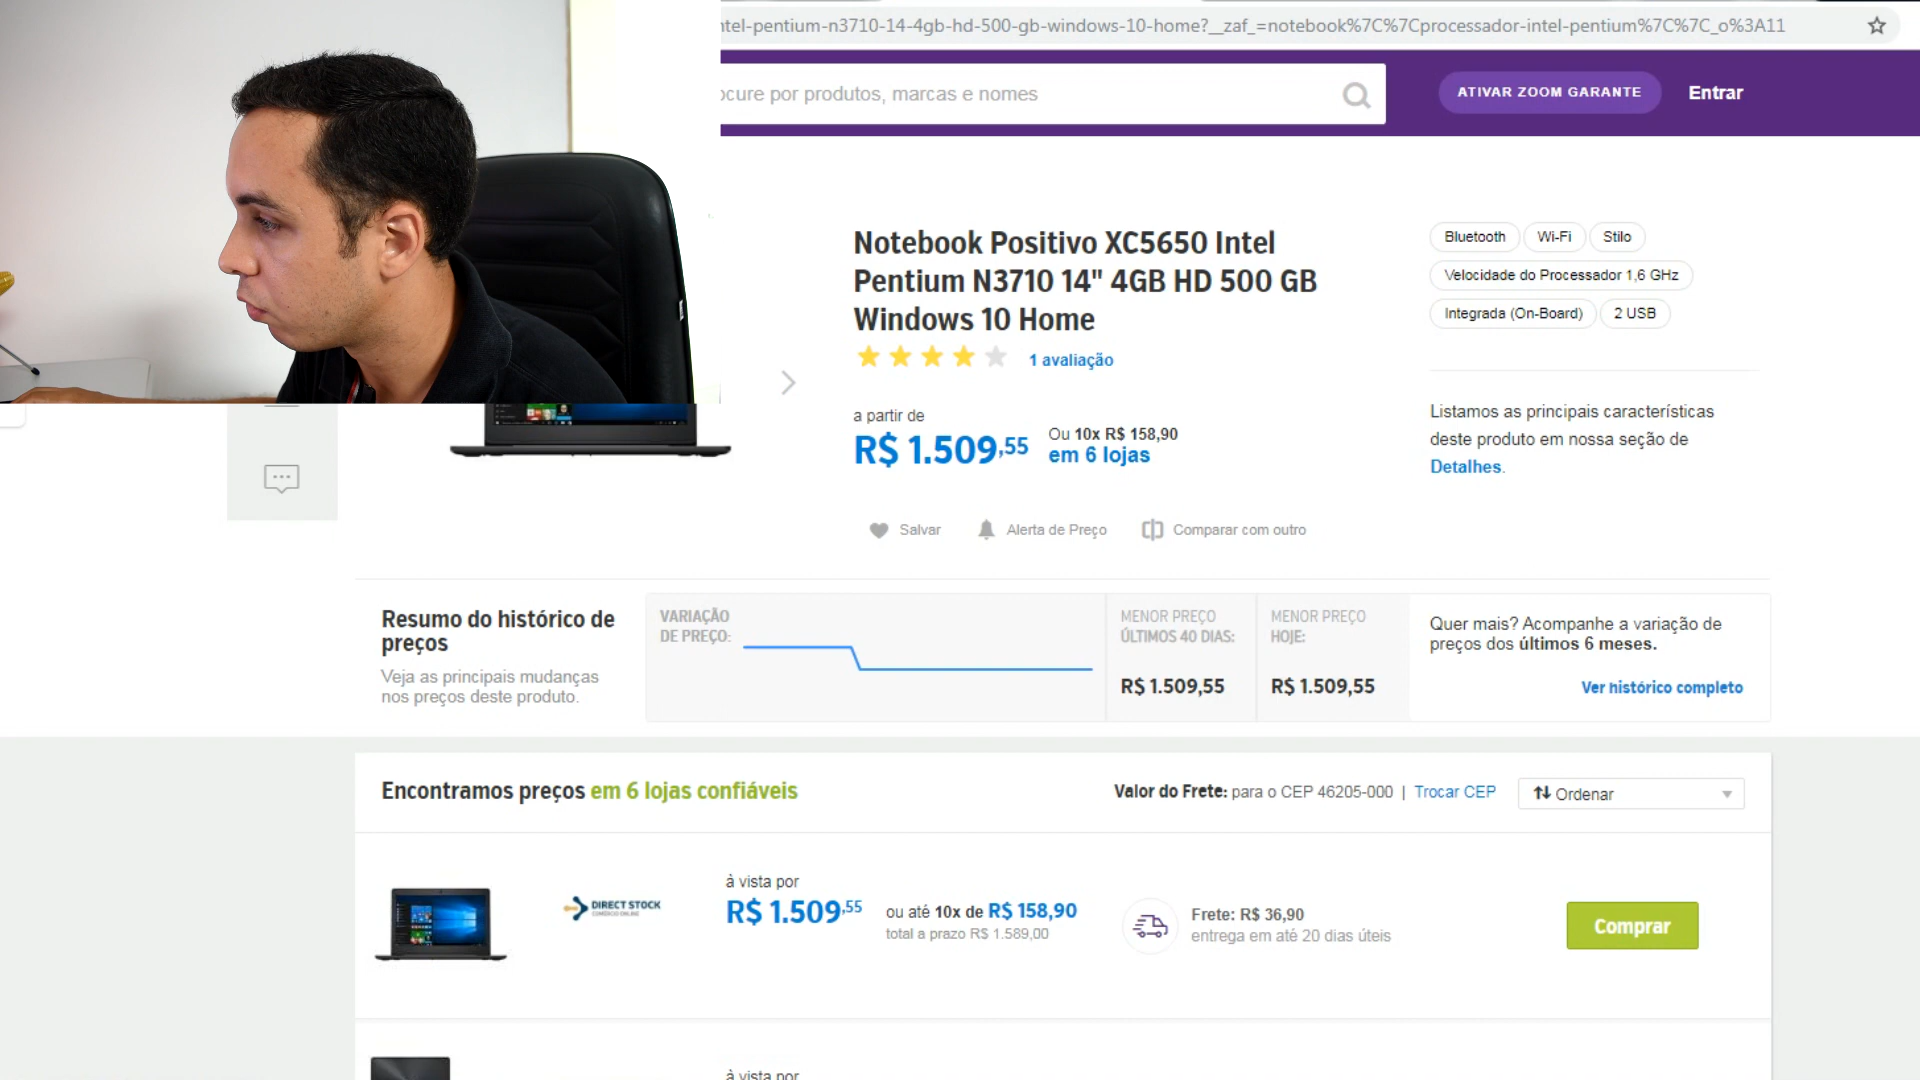 ntel-pentium-n3710-14-4gb-hd-500-gb-windows-10-home?__zaf_=notebook%7C%7Cprocessador-intel-pentium%7C%7C_o%3A11
ocure por produtos, marcas e nomes
ATIVAR ZOOM GARANTE
Entrar
Notebook Positivo XC5650 Intel
Pentium N3710 14" 4GB HD 500 GB
Windows 10 Home
1 avaliação
Bluetooth
Wi-Fi
Stilo
Velocidade do Processador 1,6 GHz
Integrada (On-Board)
2 USB
a partir de
R$ 1.509,55
Ou 10x R$ 158,90
em 6 lojas
Listamos as principais características
deste produto em nossa seção de
Detalhes.
Salvar
Alerta de Preço
Comparar com outro
Resumo do histórico de
preços
Veja as principais mudanças
nos preços deste produto.
VARIAÇÃO
DE PREÇO:
MENOR PREÇO
ÚLTIMOS 40 DIAS:
R$ 1.509,55
MENOR PREÇO
HOJE:
R$ 1.509,55
Quer mais? Acompanhe a variação de
preços dos últimos 6 meses.
Ver histórico completo
Encontramos preços em 6 lojas confiáveis
Valor do Frete: para o CEP 46205-000 | Trocar CEP
Ordenar
DIRECT STOCK
COMÉRCIO ONLINE
à vista por
R$ 1.509,55
ou até 10x de R$ 158,90
total a prazo R$ 1.589,00
Frete: R$ 36,90
entrega em até 20 dias úteis
Comprar
à vista por